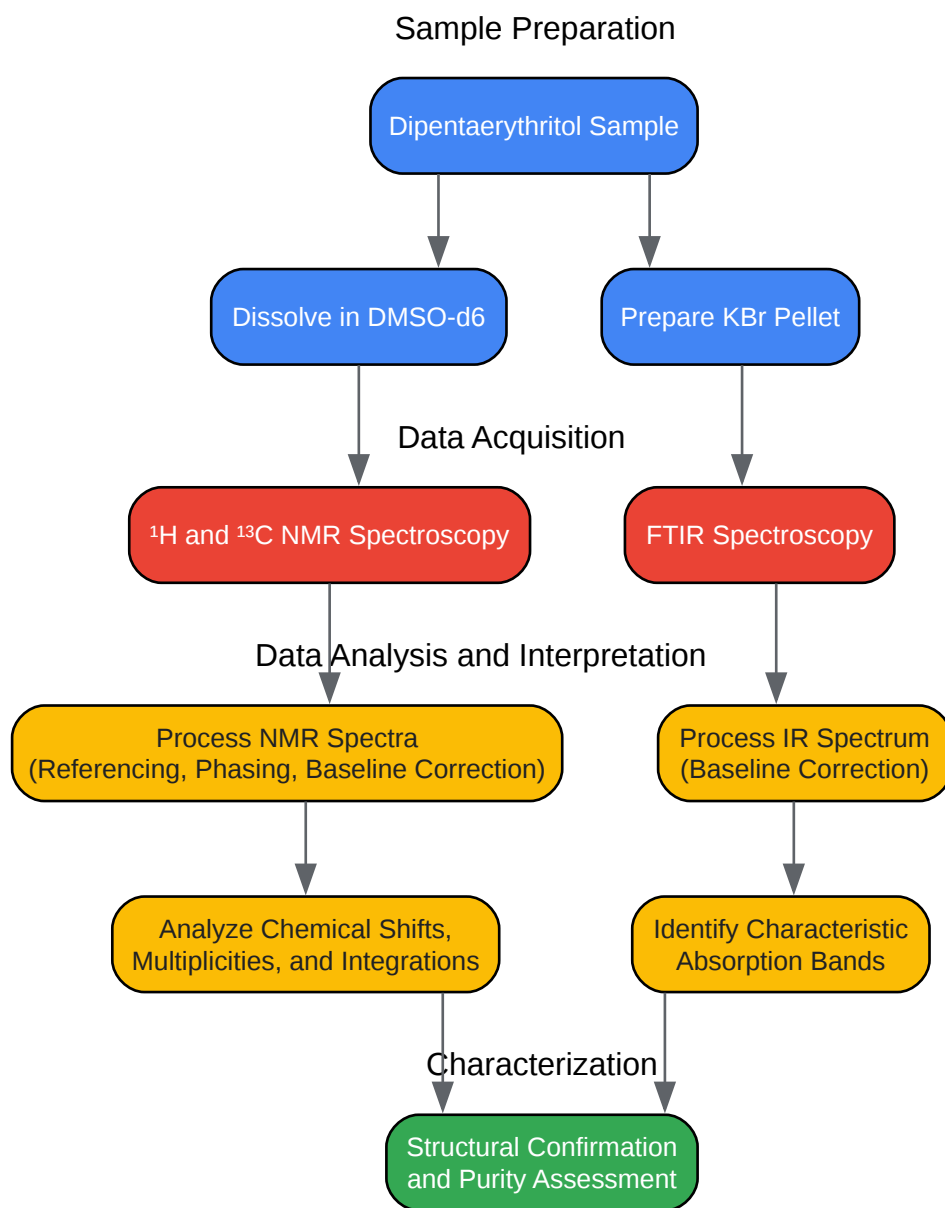 Sample Preparation
Dipentaerythritol Sample
Dissolve in DMSO-d6
Prepare KBr Pellet
Data Acquisition
¹H and ¹³C NMR Spectroscopy
FTIR Spectroscopy
Data Analysis and Interpretation
Process NMR Spectra
(Referencing, Phasing, Baseline Correction)
Process IR Spectrum
(Baseline Correction)
Analyze Chemical Shifts,
Multiplicities, and Integrations
Identify Characteristic
Absorption Bands
Characterization
Structural Confirmation
and Purity Assessment